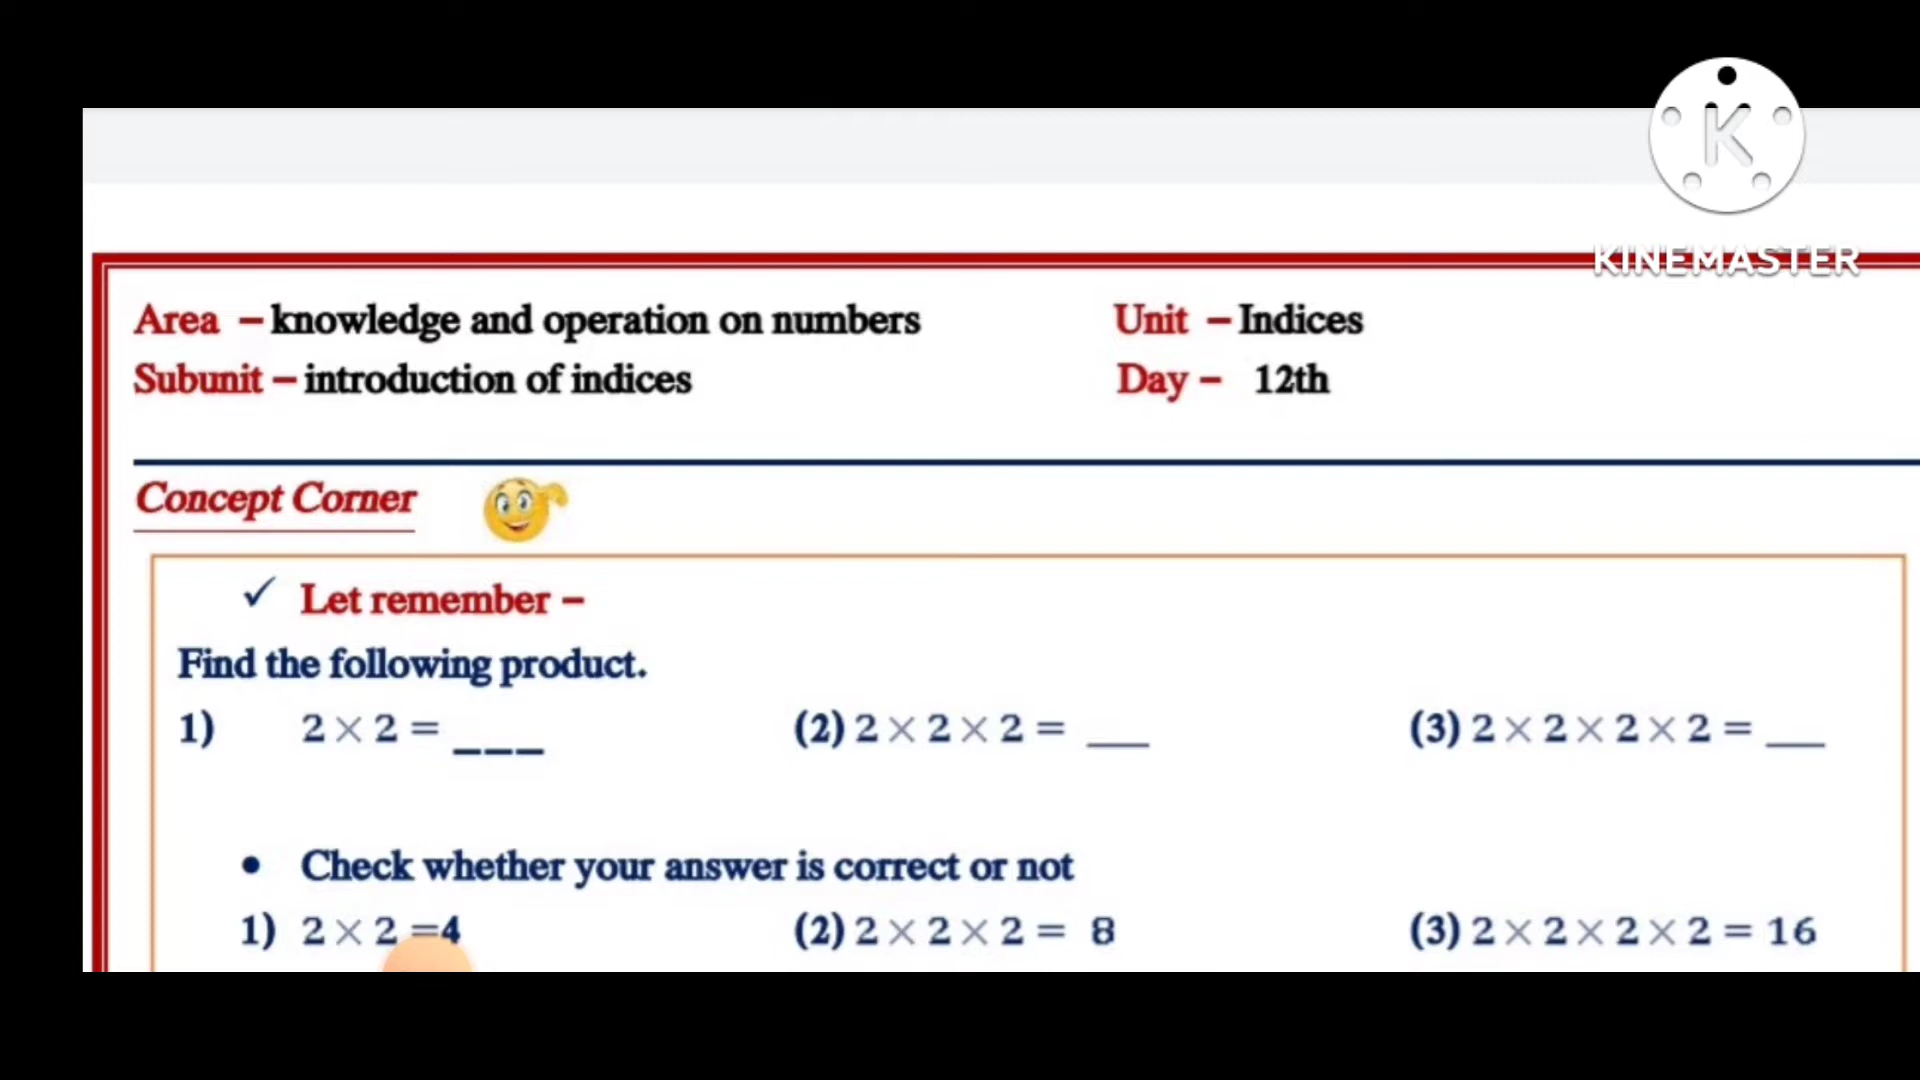 K
KINEMASTER
Area – knowledge and operation on numbers Unit – Indices
Subunit – introduction of indices Day – 12th
Concept Corner
✓ Let remember –
Find the following product.
1) 2 × 2 = _ _ _ (2) 2 × 2 × 2 = __ (3) 2 × 2 × 2 × 2 = __
• Check whether your answer is correct or not
1) 2 × 2 =4 (2) 2 × 2 × 2 = 8 (3) 2 × 2 × 2 × 2 = 16